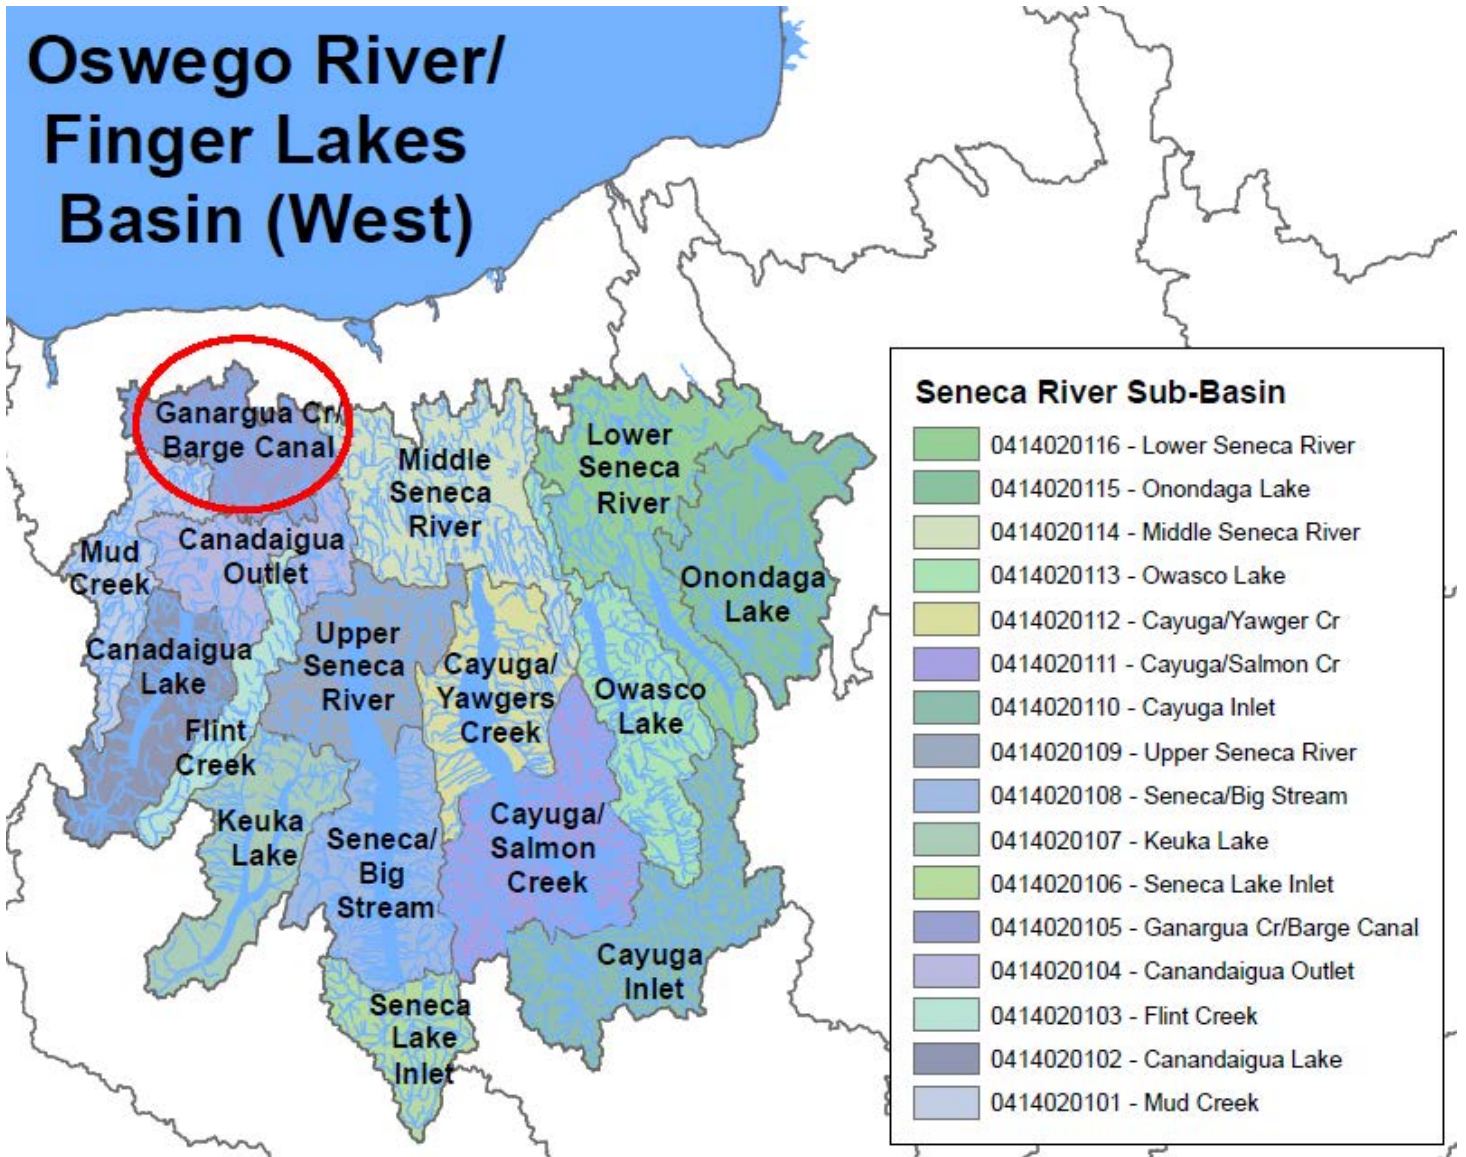 Oswego River/
Finger Lakes
Basin (West)
Ganargua Cr/
Barge Canal
Middle
Seneca
River
Lower
Seneca
River
Mud
Creek
Canadaigua
Outlet
Onondaga
Lake
Canadaigua
Lake
Upper
Seneca
River
Cayuga/
Yawgers
Creek
Owasco
Lake
Flint
Creek
Keuka
Lake
Seneca/
Big
Stream
Cayuga/
Salmon
Creek
Cayuga
Inlet
Seneca
Lake
Inlet
Seneca River Sub-Basin
0414020116 - Lower Seneca River
0414020115 - Onondaga Lake
0414020114 - Middle Seneca River
0414020113 - Owasco Lake
0414020112 - Cayuga/Yawger Cr
0414020111 - Cayuga/Salmon Cr
0414020110 - Cayuga Inlet
0414020109 - Upper Seneca River
0414020108 - Seneca/Big Stream
0414020107 - Keuka Lake
0414020106 - Seneca Lake Inlet
0414020105 - Ganargua Cr/Barge Canal
0414020104 - Canandaigua Outlet
0414020103 - Flint Creek
0414020102 - Canandaigua Lake
0414020101 - Mud Creek